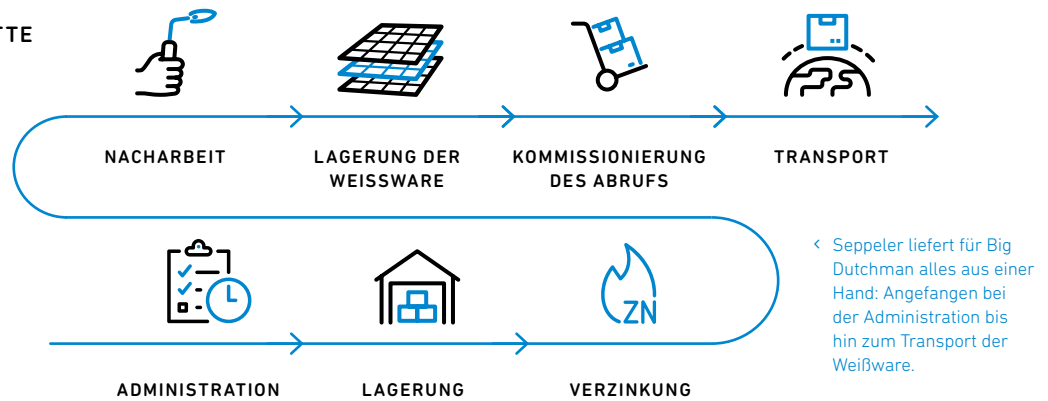 TTE
NACHARBEIT
LAGERUNG DER
WEISSWARE
KOMMISSIONIERUNG
DES ABRUFS
TRANSPORT
ZN
‹ Seppeler liefert für Big
Dutchman alles aus einer
Hand: Angefangen bei
der Administration bis
hin zum Transport der
Weißware.
ADMINISTRATION
LAGERUNG
VERZINKUNG